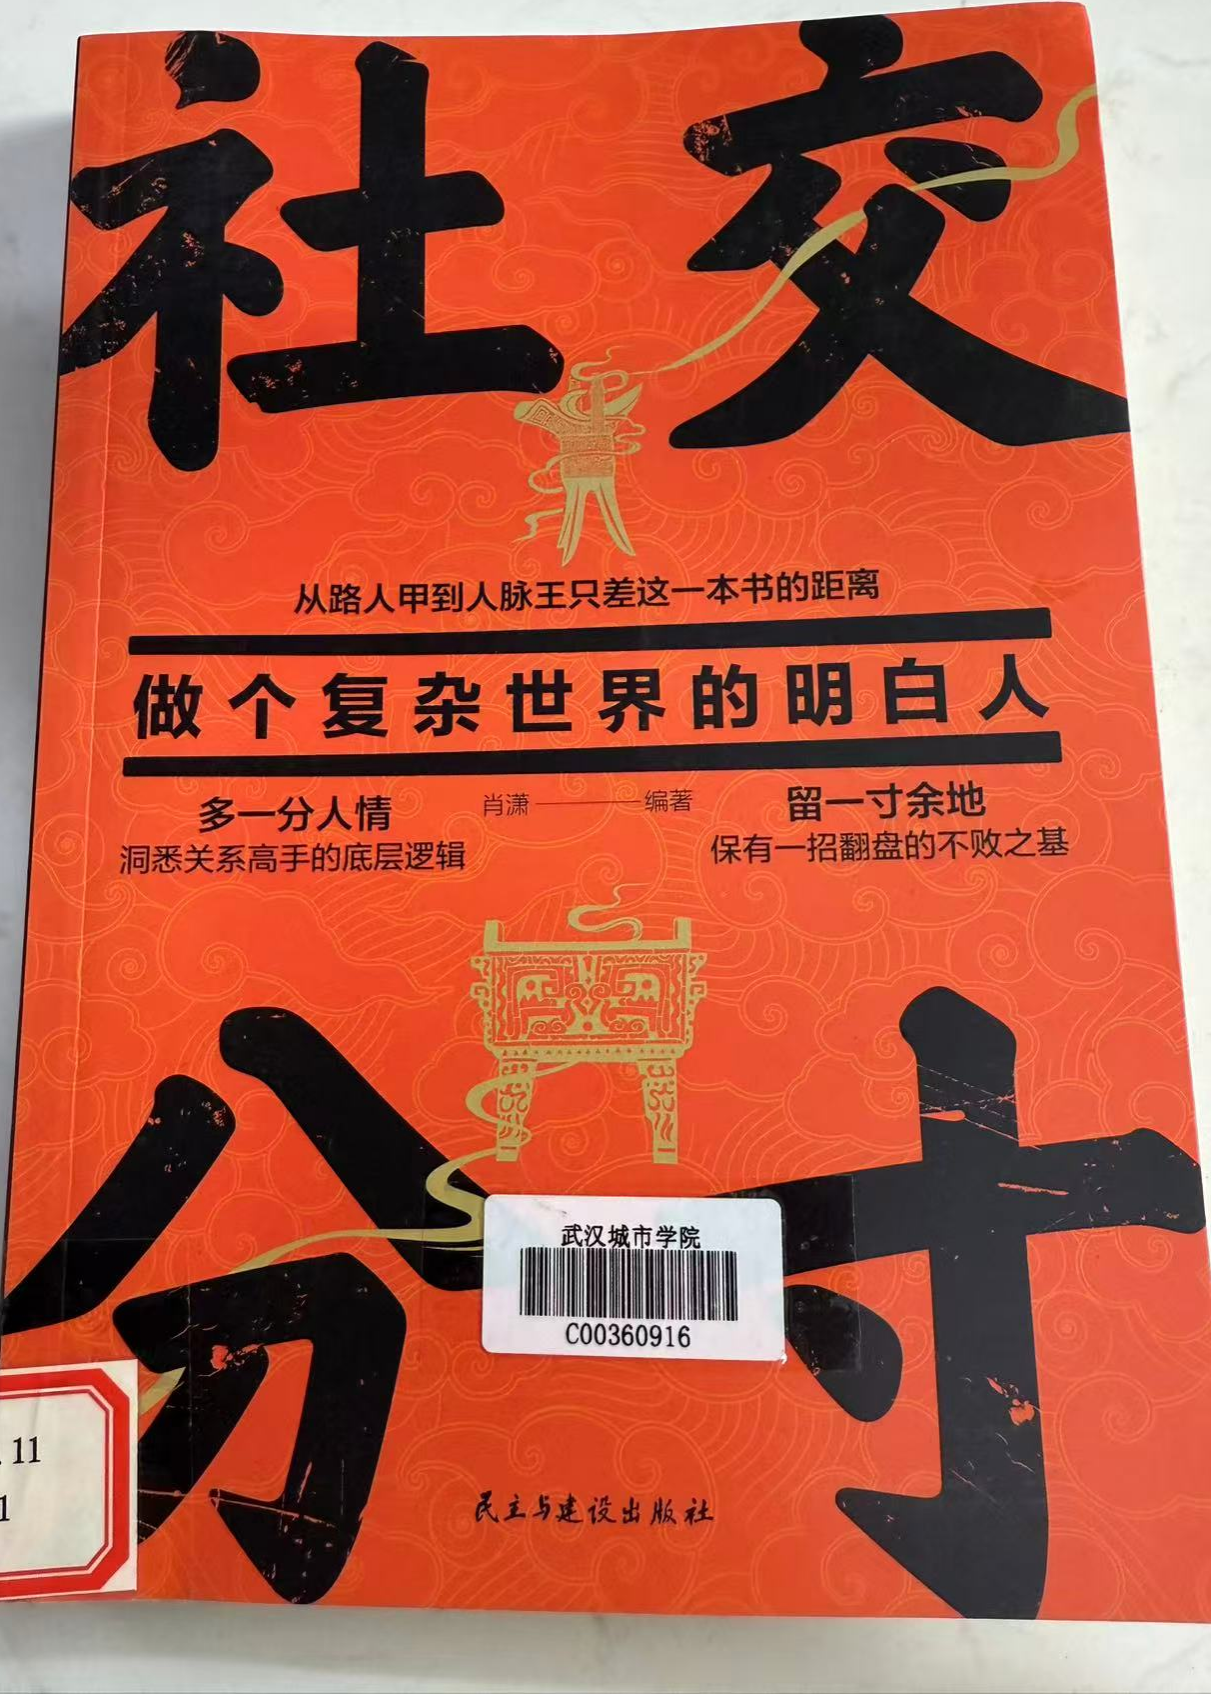 社交
从路人甲到人脉王只差这一本书的距离
做个复杂世界的明白人
多一分人情
洞悉关系高手的底层逻辑
肖潇 编著
留一寸余地
保有一招翻盘的不败之基
分寸
武汉城市学院
C00360916
.11
1
民主与建设出版社